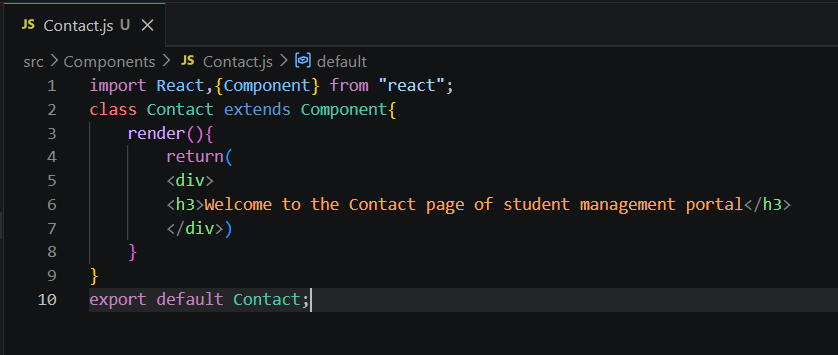 JS Contact.js U ×
src > Components > JS Contact.js > default
1 import React,{Component} from "react";
2 class Contact extends Component{
3     render(){
4         return(
5         <div>
6         <h3>Welcome to the Contact page of student management portal</h3>
7         </div>)
8     }
9 }
10 export default Contact;